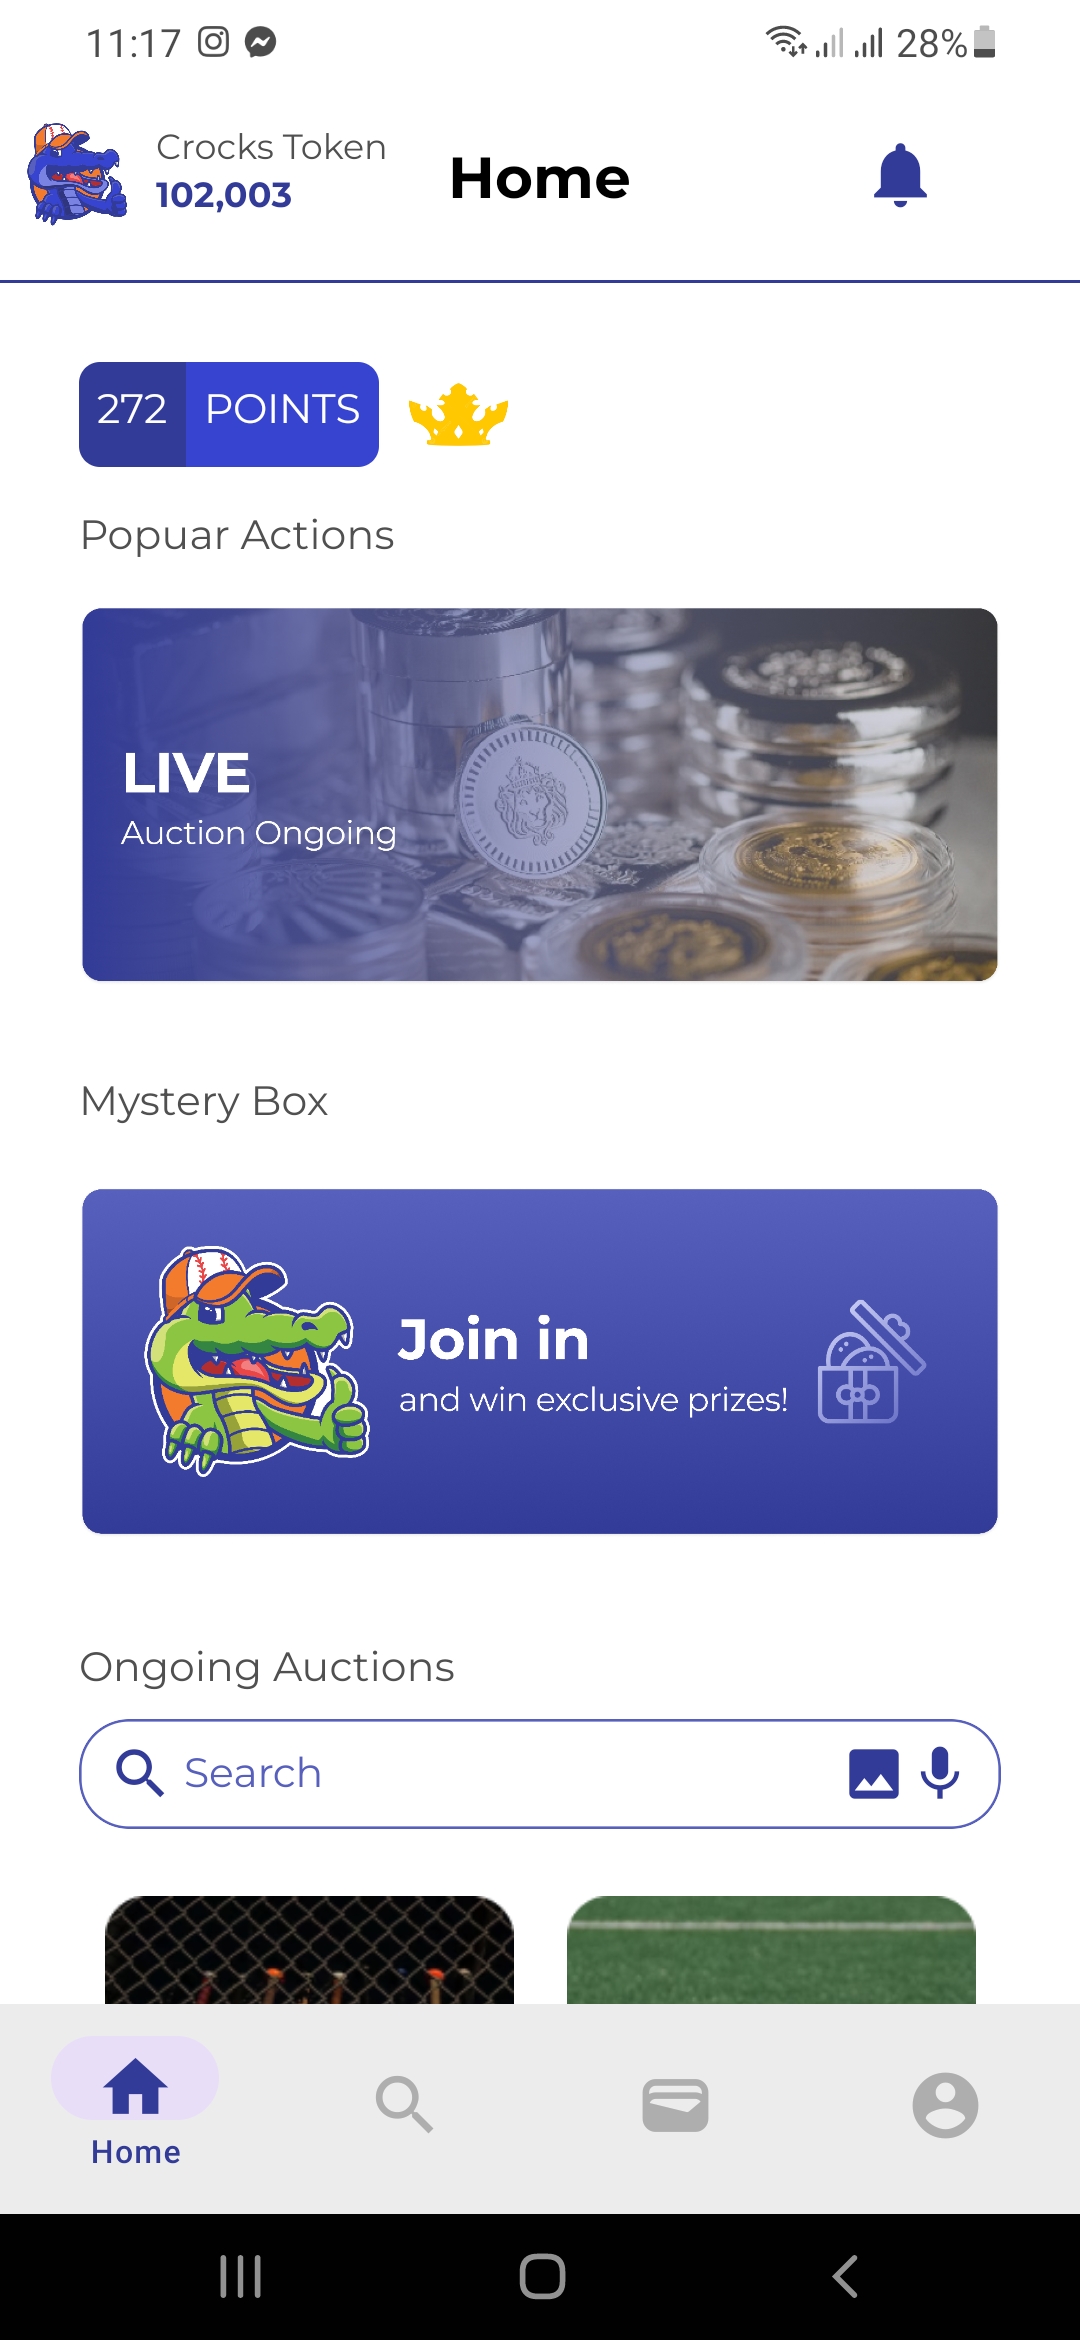 11:17
28%
Crocks Token
102,003
Home
272 POINTS
Popuar Actions
LIVE
Auction Ongoing
Mystery Box
Join in
and win exclusive prizes!
Ongoing Auctions
Search
Home